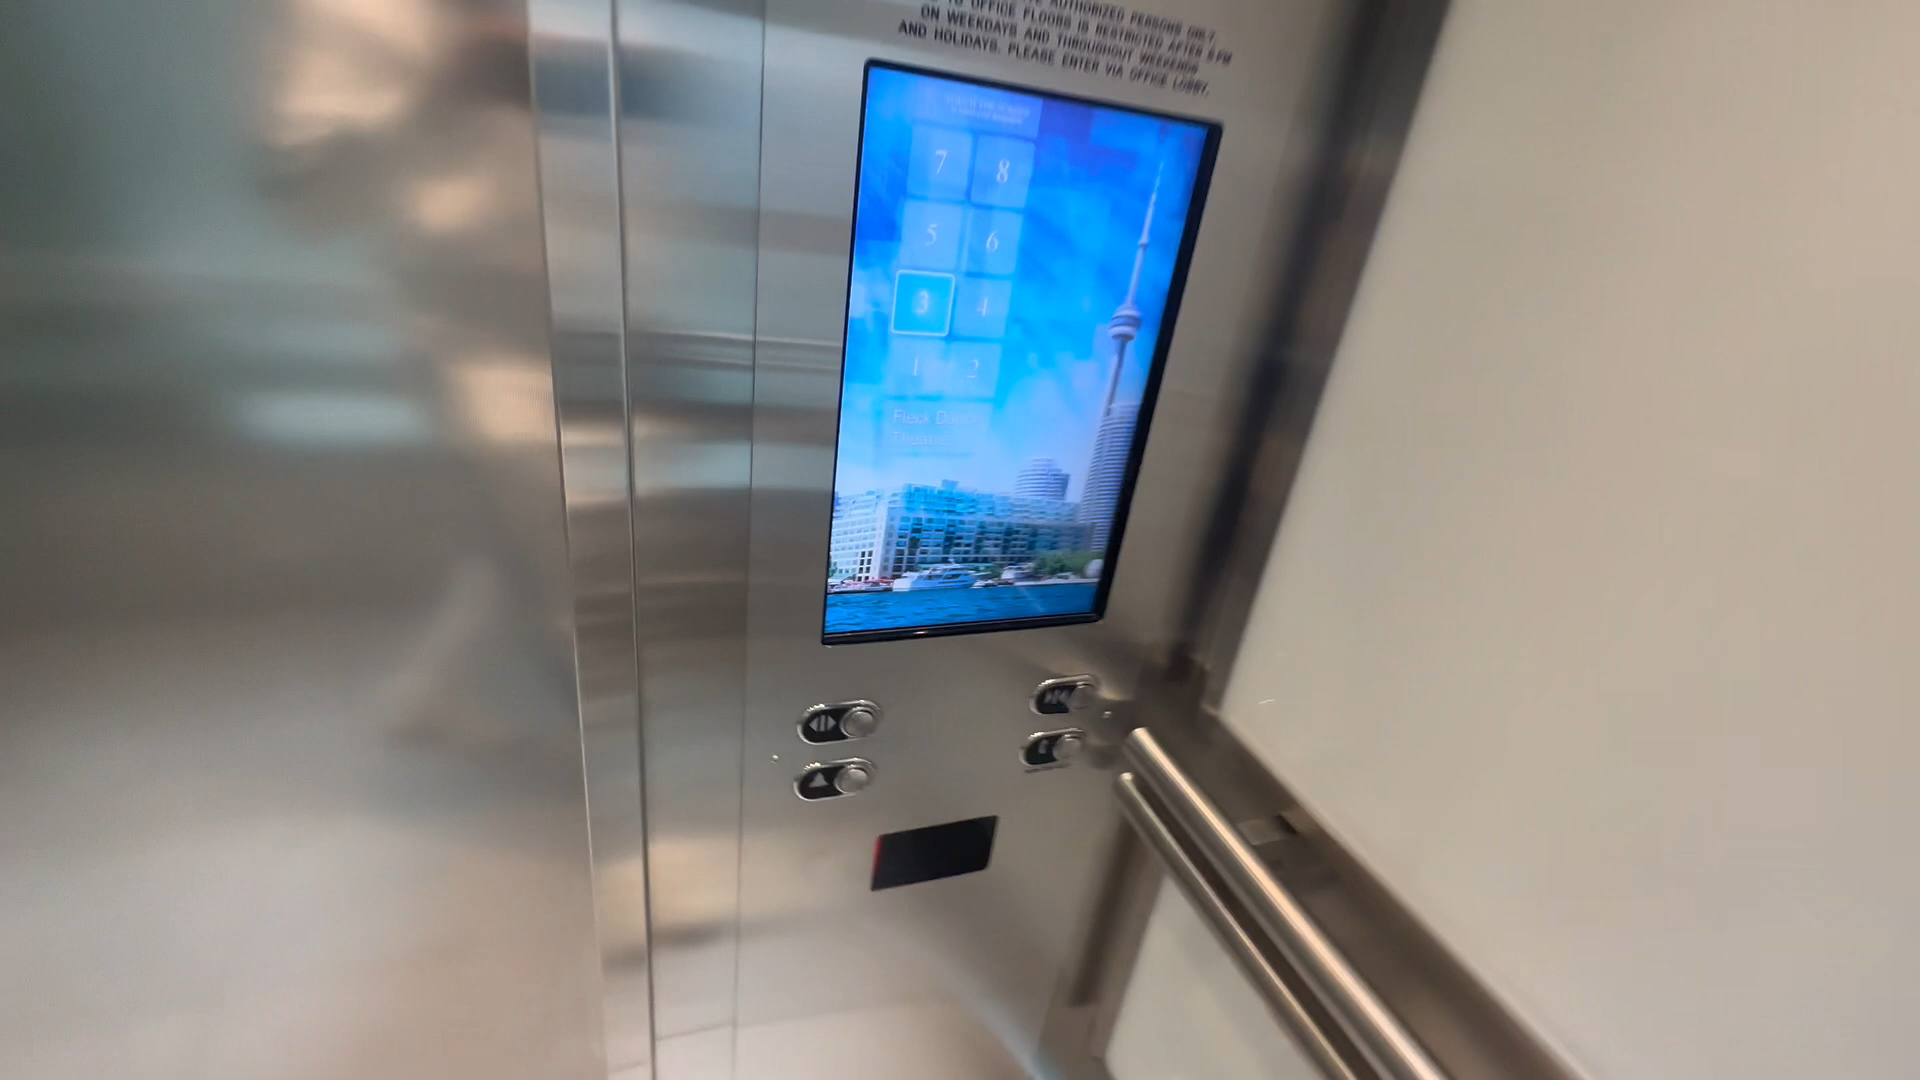 AUTHORIZED PERSONS ONLY.
TO OFFICE FLOORS IS RESTRICTED AFTER 6 PM
ON WEEKDAYS AND THROUGHOUT WEEKENDS
AND HOLIDAYS. PLEASE ENTER VIA OFFICE LOBBY.
7 8
5 6
3 4
1 2
Fleck Dance
Theatre